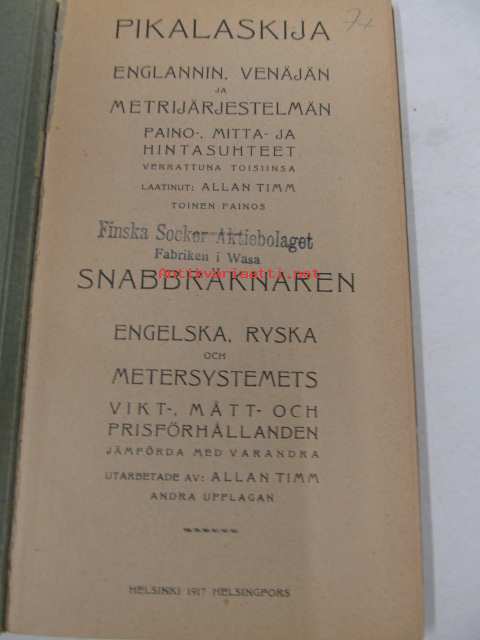 74
PIKALASKIJA
ENGLANNIN, VENÄJÄN
JA
METRIJÄRJESTELMÄN
PAINO-, MITTA- JA
HINTASUHTEET
VERRATTUNA TOISIINSA
LAATINUT: ALLAN TIMM
TOINEN PAINOS
Finska Socker-Aktiebolaget
Fabriken i Wasa
Antikvariaatti.net
SNABBRÄKNAREN
ENGELSKA, RYSKA
OCH
METERSYSTEMETS
VIKT-, MÅTT- OCH
PRISFÖRHÅLLANDEN
JÄMFÖRDA MED VARANDRA
UTARBETADE AV: ALLAN TIMM
ANDRA UPPLAGAN
HELSINKI 1917 HELSINGFORS